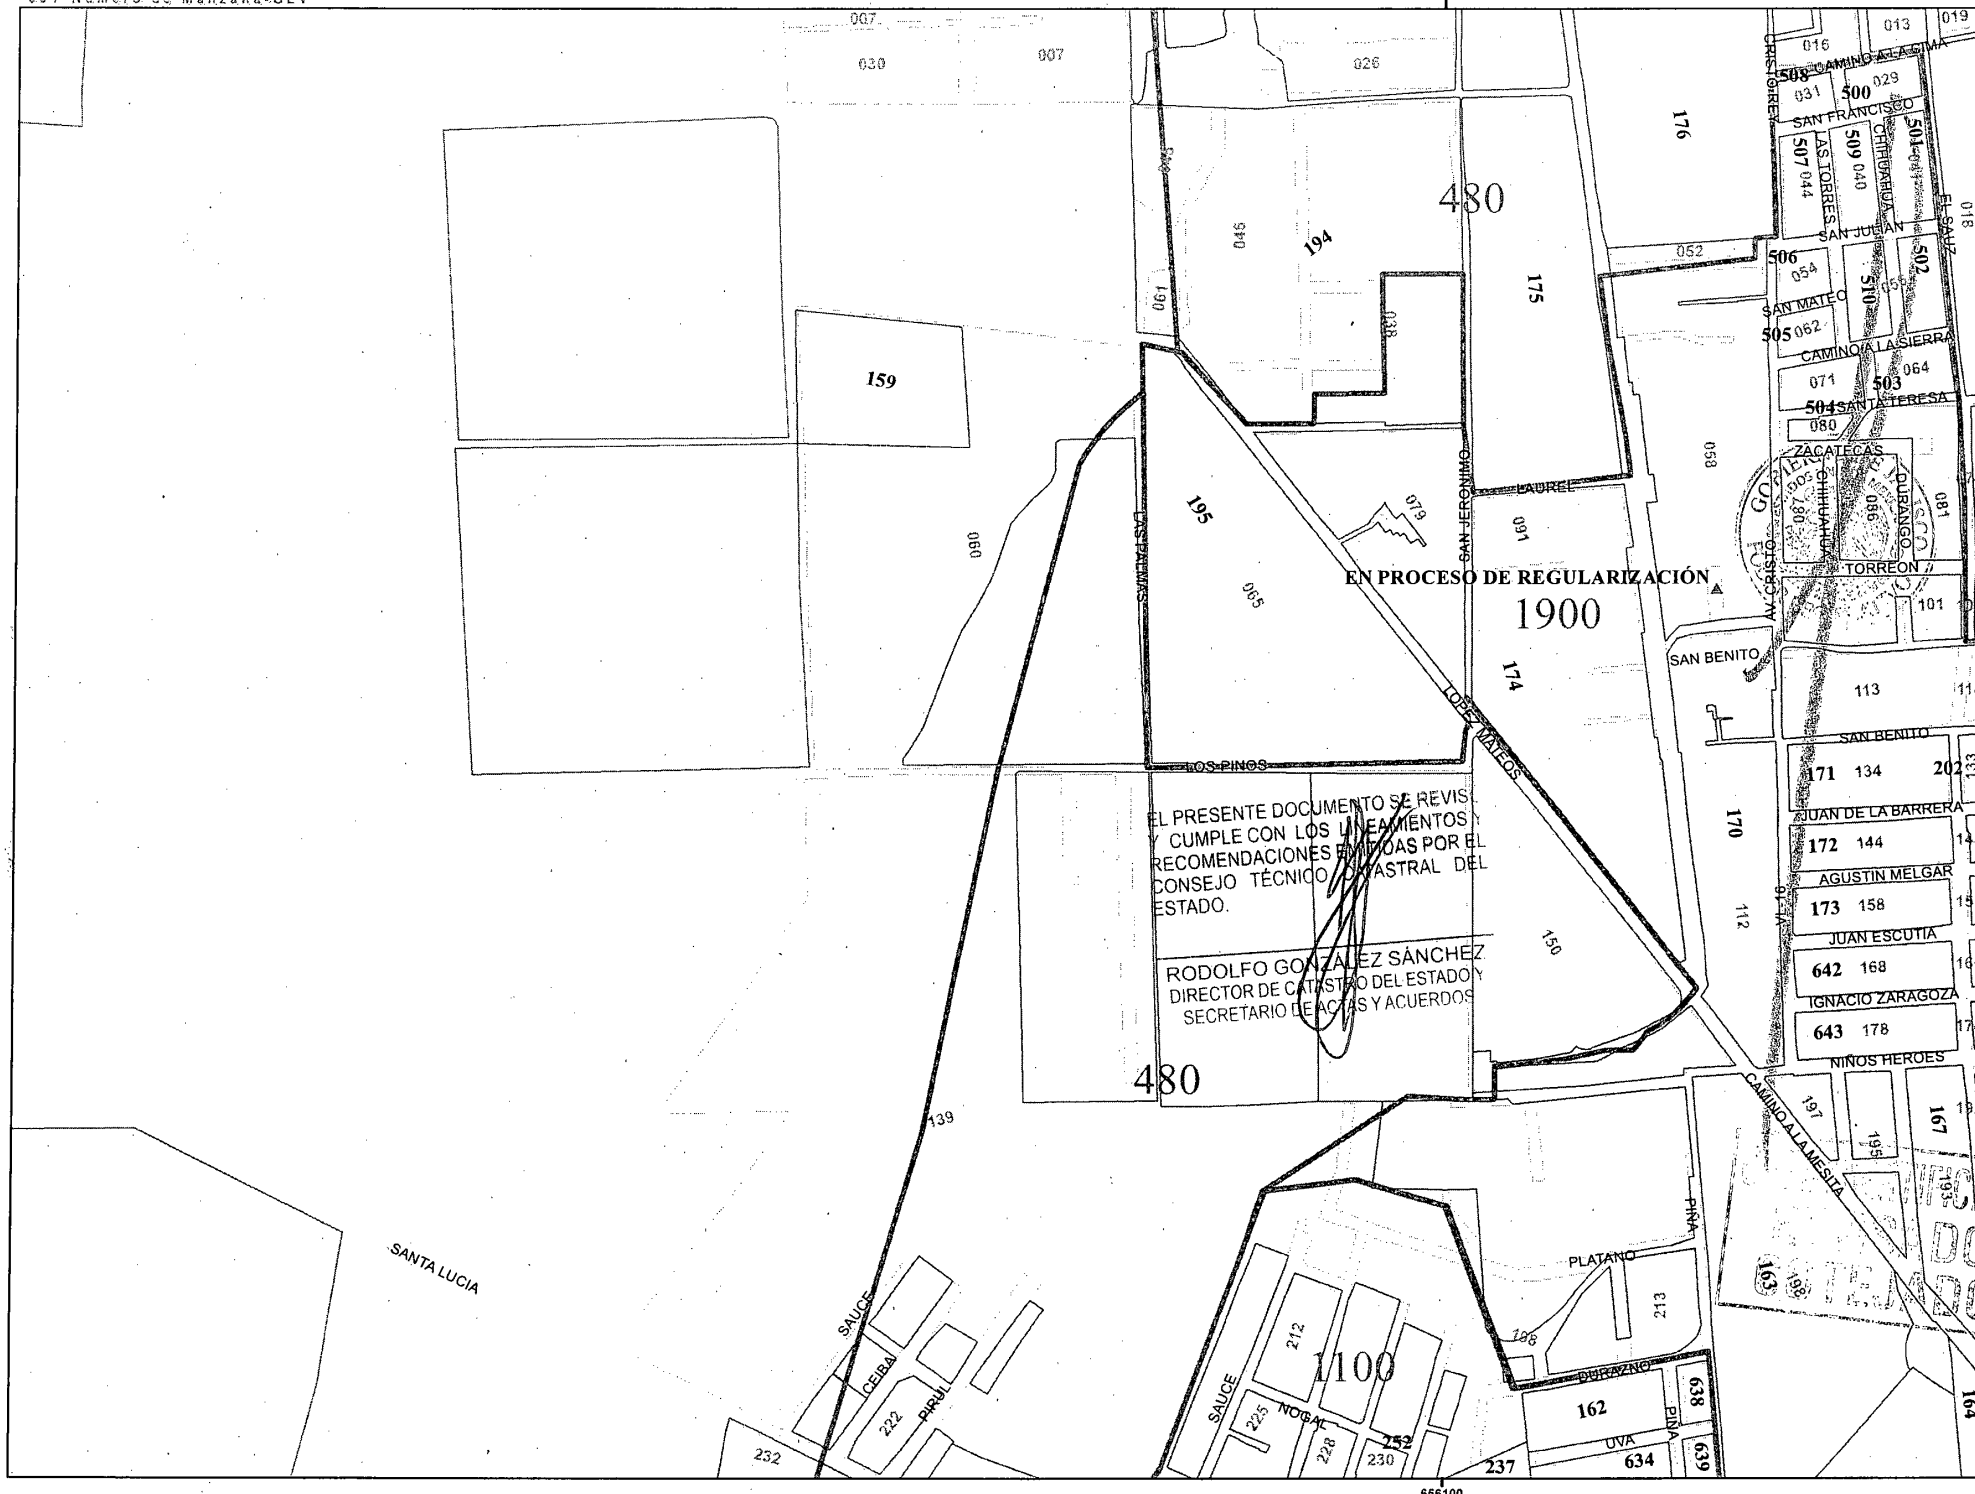 007
030
007
026
016
013
019
CRISTO REY
508
CAMINO A LA CIMA
031
500
029
176
SAN FRANCISCO
501
507
044
LAS TORRES
509
040
CHIHUAHUA
480
046
194
018
EL SAUZ
SAN JULIAN
052
506
054
502
061
175
510
055
SAN MATEO
038
505
062
CAMINO A LA SIERRA
159
071
503
064
504
SANTA TERESA
080
058
ZACATECAS
195
LAS PALMAS
060
079
SAN JERONIMO
LAUREL
091
087
CHIHUAHUA
086
DURANGO
081
AV. CRISTO
TORREON
EN PROCESO DE REGULARIZACIÓN
1900
065
101
174
SAN BENITO
113
LOPEZ MATEOS
SAN BENITO
LOS PINOS
171
134
202
133
EL PRESENTE DOCUMENTO SE REVIS
Y CUMPLE CON LOS LINEAMIENTOS Y
RECOMENDACIONES EMITIDAS POR EL
CONSEJO TÉCNICO CATASTRAL DEL
ESTADO.
RODOLFO GONZÁLEZ SÁNCHEZ
DIRECTOR DE CATASTRO DEL ESTADO Y
SECRETARIO DE ACTAS Y ACUERDOS
170
JUAN DE LA BARRERA
172
144
AGUSTIN MELGAR
112
173
158
JUAN ESCUTIA
150
642
168
IGNACIO ZARAGOZA
643
178
NIÑOS HEROES
480
139
CAMINO A LA MESITA
197
195
167
193
SANTA LUCIA
PIÑA
PLATANO
163
198
213
SAUCE
CEIBA
PIRUL
222
232
212
1100
198
DURAZNO
SAUCE
225
NOGAL
228
252
230
162
638
PIÑA
164
UVA
237
634
639
656100